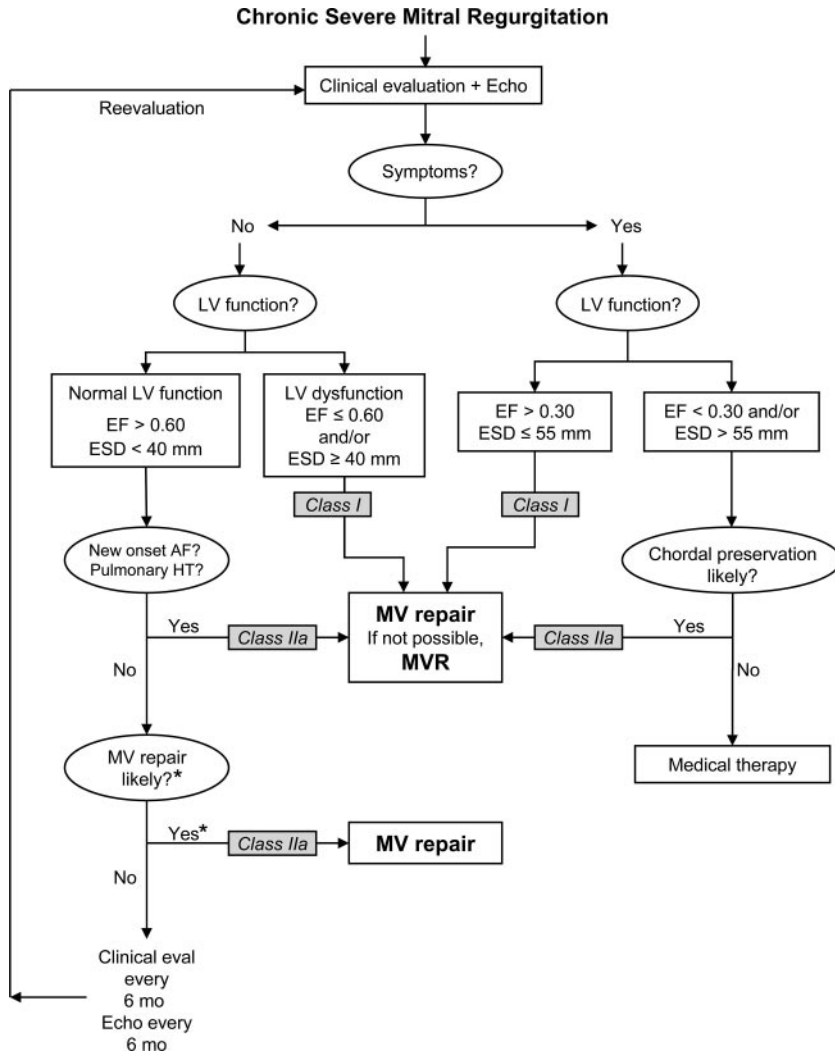 Chronic Severe Mitral Regurgitation
Clinical evaluation + Echo
Reevaluation
Symptoms?
No
Yes
LV function?
LV function?
Normal LV function
EF > 0.60
ESD < 40 mm
LV dysfunction
EF ≤ 0.60
and/or
ESD ≥ 40 mm
EF > 0.30
ESD ≤ 55 mm
EF < 0.30 and/or
ESD > 55 mm
Class I
Class I
New onset AF?
Pulmonary HT?
Chordal preservation
likely?
MV repair
If not possible,
MVR
Yes
Class IIa
Class IIa
Yes
No
No
MV repair
likely?*
Medical therapy
Yes*
Class IIa
MV repair
No
Clinical eval
every
6 mo
Echo every
6 mo